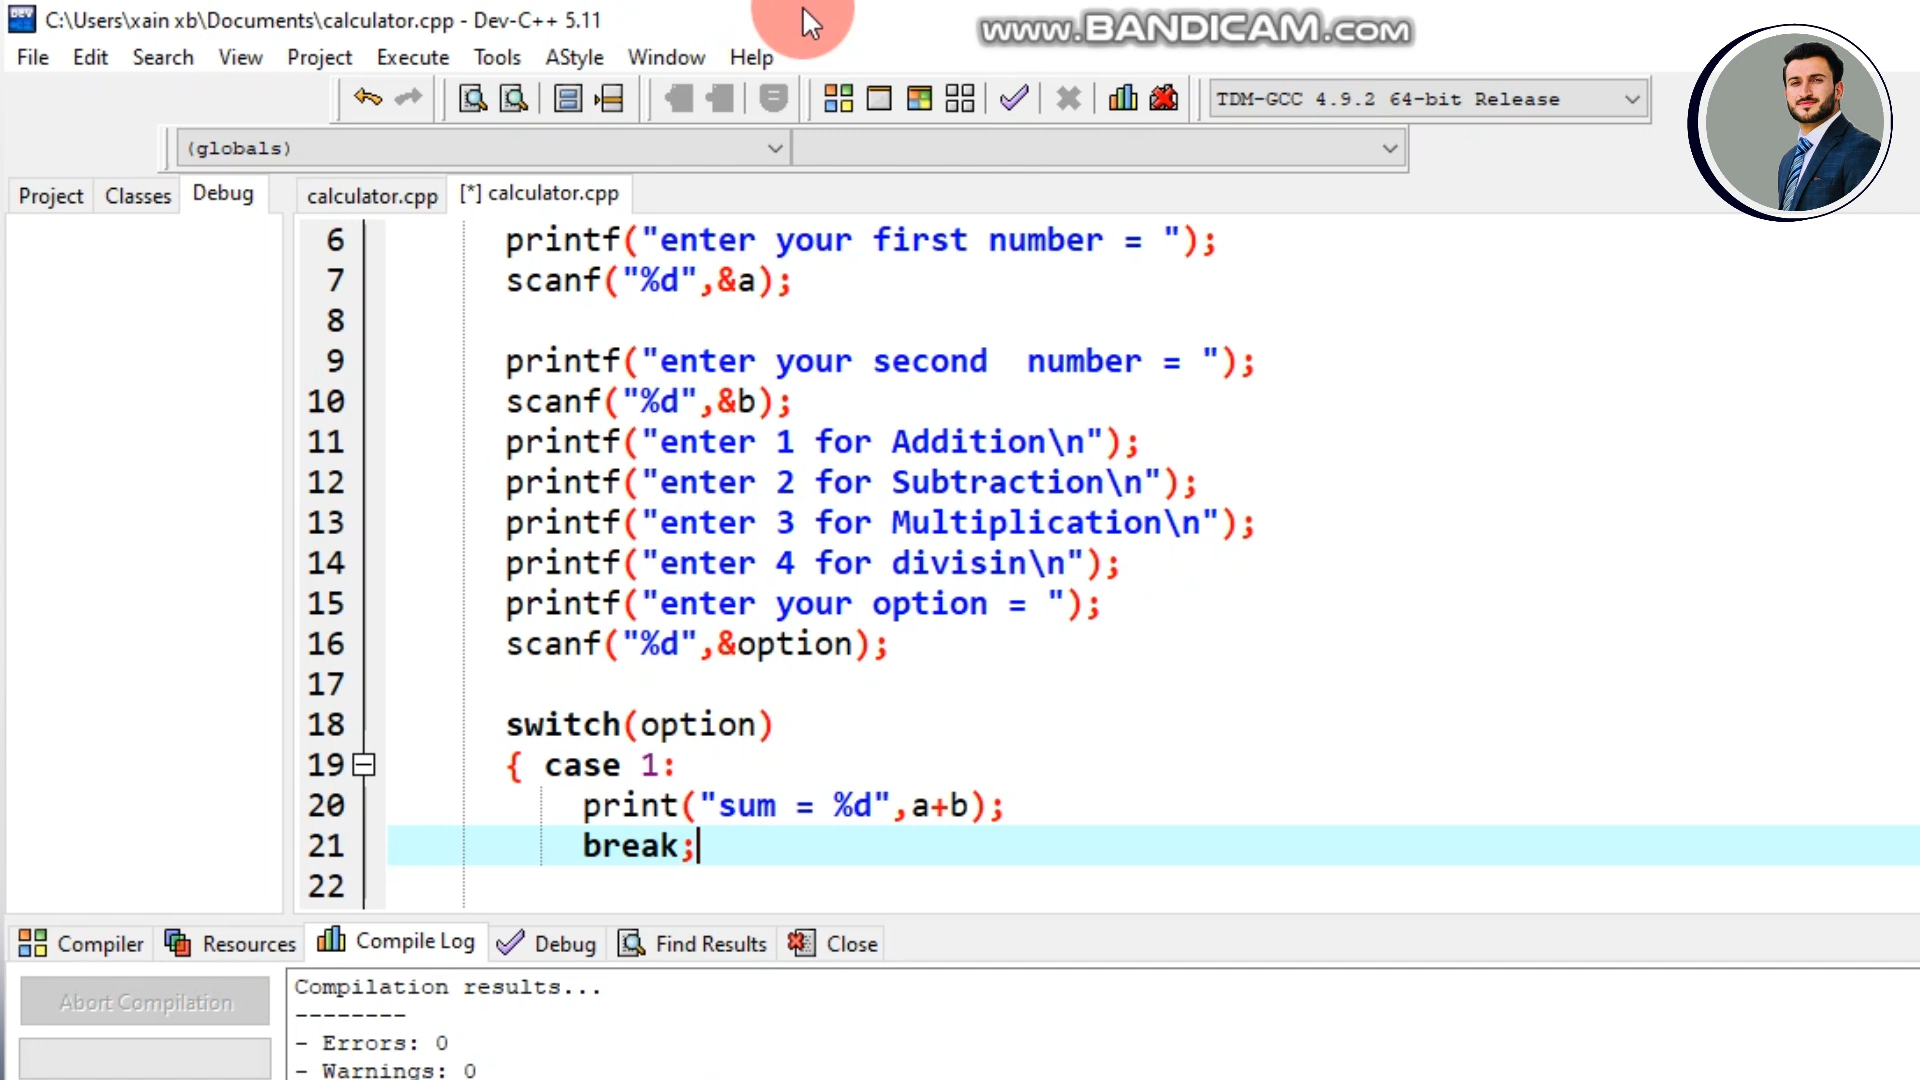 C:\Users\xain xb\Documents\calculator.cpp - Dev-C++ 5.11
www.BANDICAM.com
File Edit Search View Project Execute Tools AStyle Window Help
TDM-GCC 4.9.2 64-bit Release
(globals)
Project Classes Debug calculator.cpp [*] calculator.cpp
6 printf("enter your first number = ");
7 scanf("%d",&a);
8
9 printf("enter your second  number = ");
10 scanf("%d",&b);
11 printf("enter 1 for Addition\n");
12 printf("enter 2 for Subtraction\n");
13 printf("enter 3 for Multiplication\n");
14 printf("enter 4 for divisin\n");
15 printf("enter your option = ");
16 scanf("%d",&option);
17
18 switch(option)
19 { case 1:
20 print("sum = %d",a+b);
21 break;
22
Compiler Resources Compile Log Debug Find Results Close
Abort Compilation
Compilation results...
--------
- Errors: 0
- Warnings: 0